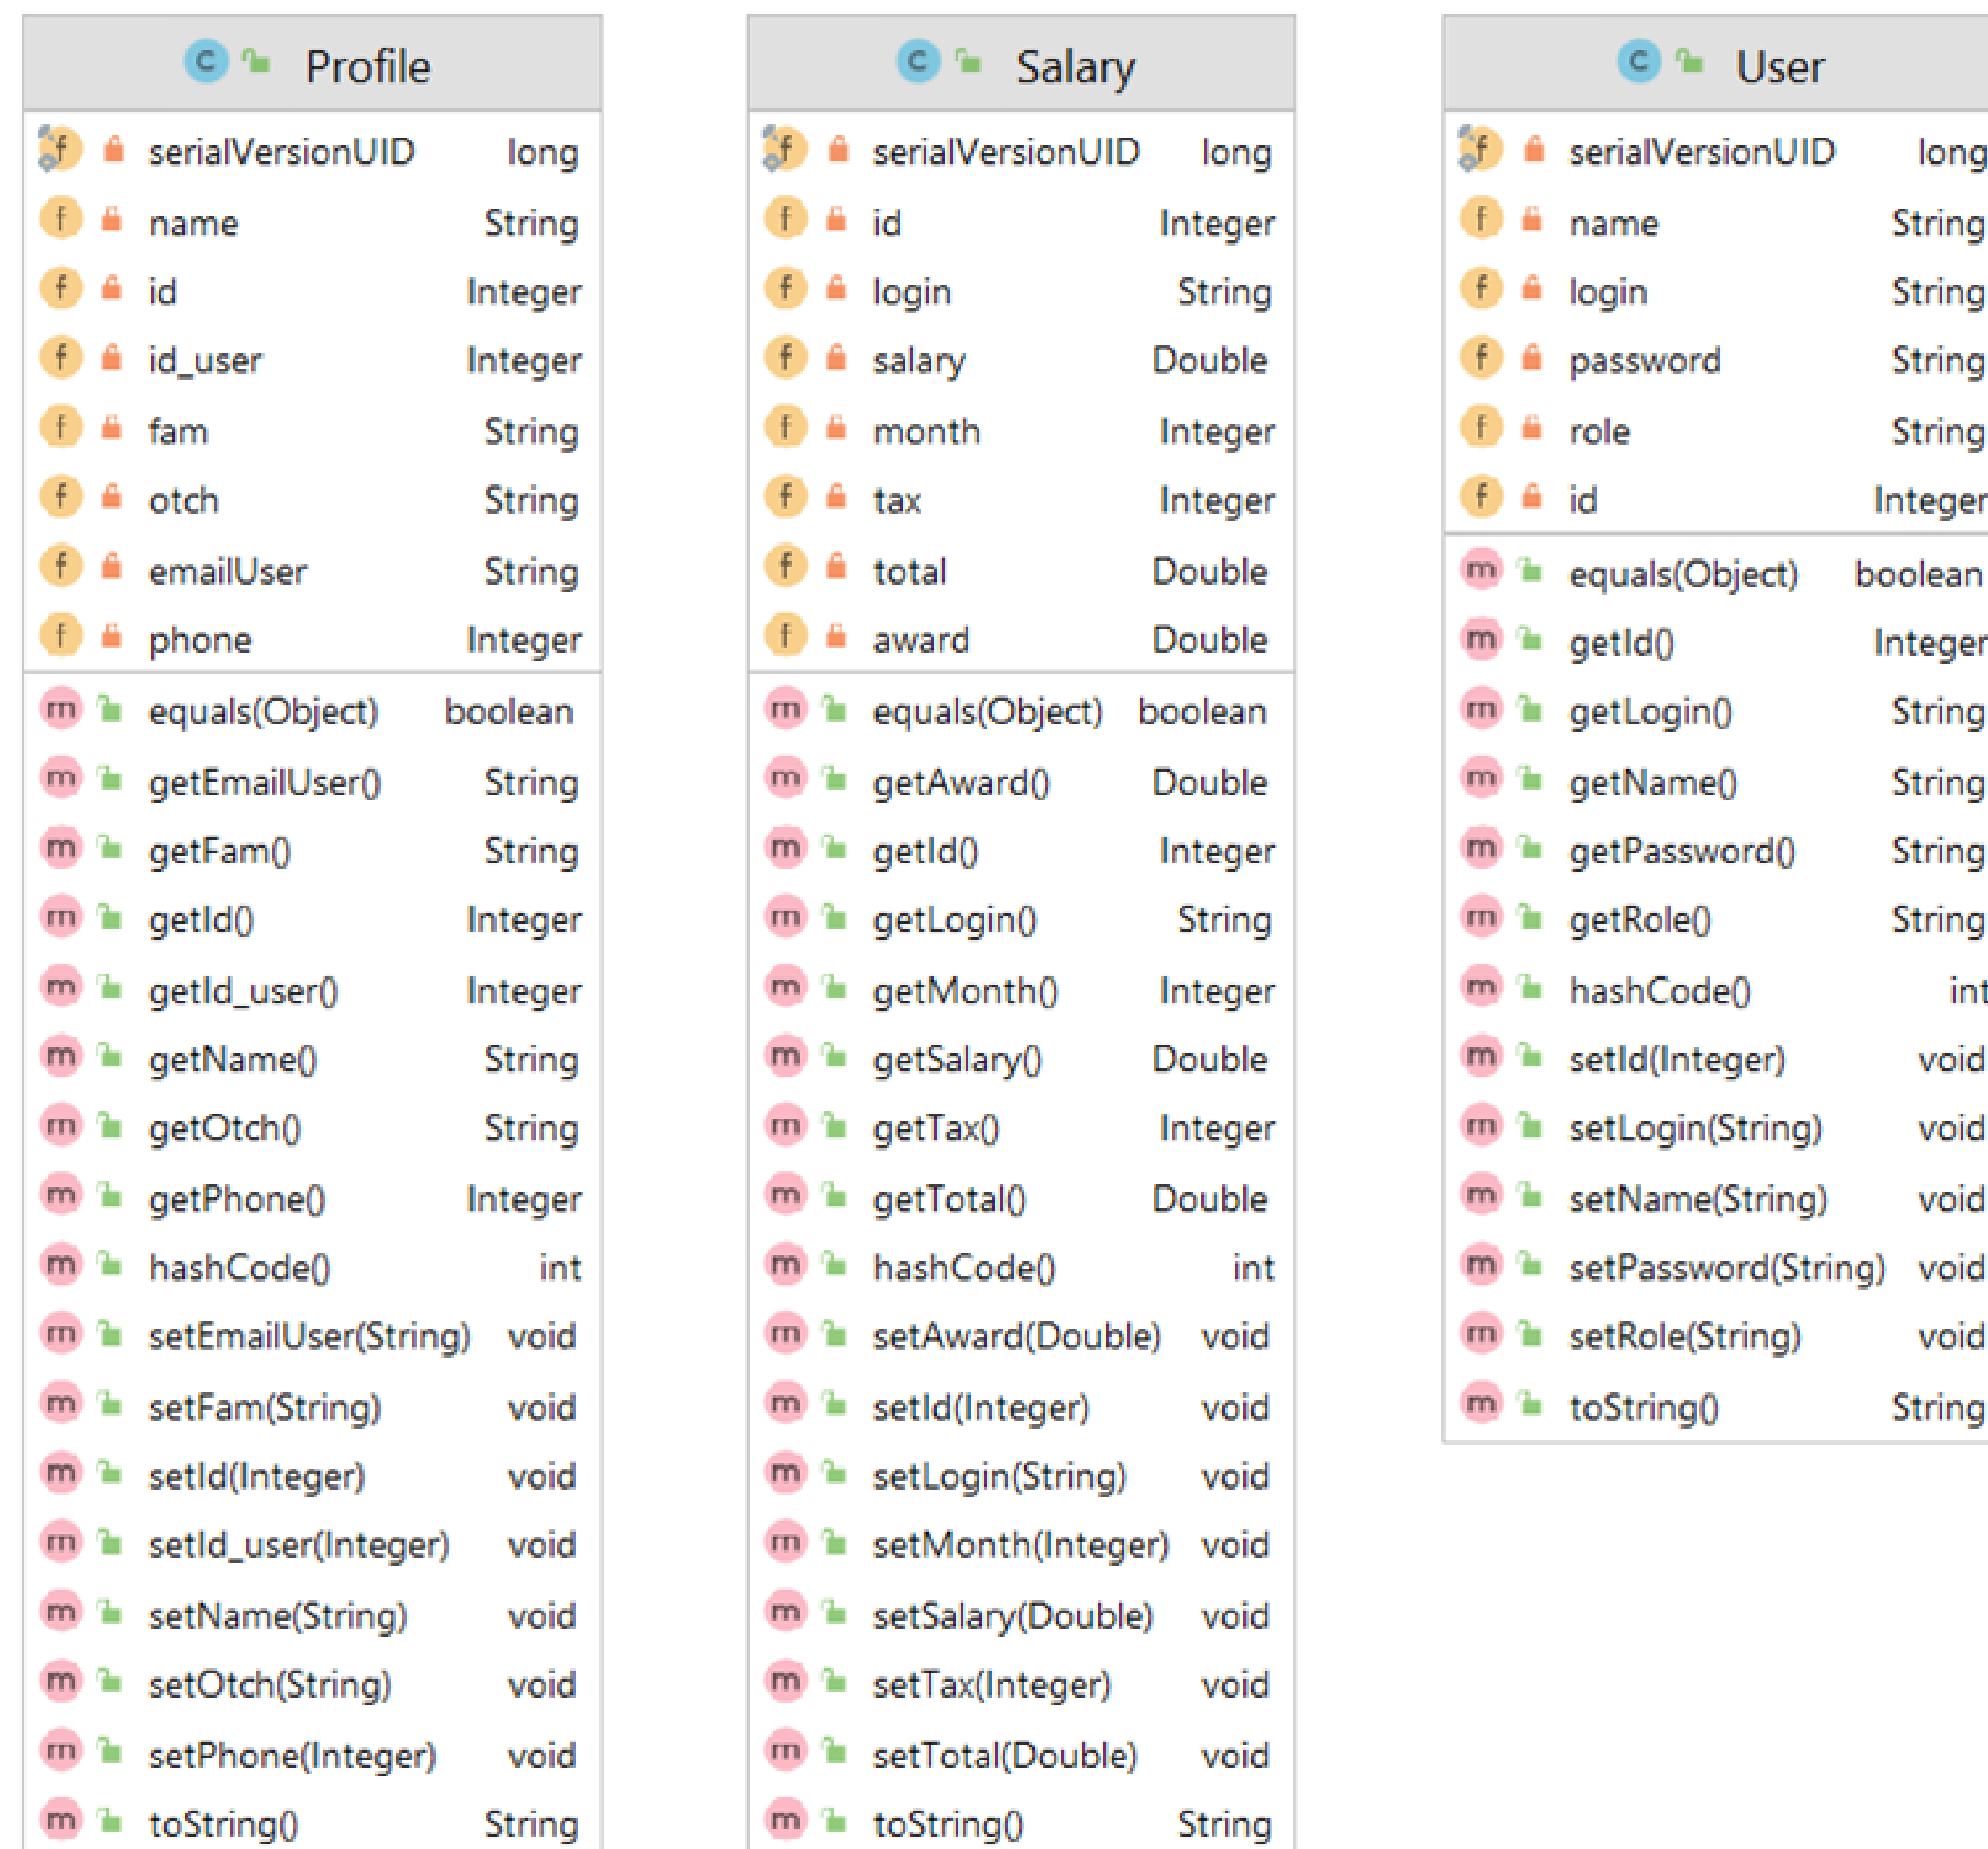 Profile
serialVersionUID long
name String
id Integer
id_user Integer
fam String
otch String
emailUser String
phone Integer
equals(Object) boolean
getEmailUser() String
getFam() String
getId() Integer
getId_user() Integer
getName() String
getOtch() String
getPhone() Integer
hashCode() int
setEmailUser(String) void
setFam(String) void
setId(Integer) void
setId_user(Integer) void
setName(String) void
setOtch(String) void
setPhone(Integer) void
toString() String
Salary
serialVersionUID long
id Integer
login String
salary Double
month Integer
tax Integer
total Double
award Double
equals(Object) boolean
getAward() Double
getId() Integer
getLogin() String
getMonth() Integer
getSalary() Double
getTax() Integer
getTotal() Double
hashCode() int
setAward(Double) void
setId(Integer) void
setLogin(String) void
setMonth(Integer) void
setSalary(Double) void
setTax(Integer) void
setTotal(Double) void
toString() String
User
serialVersionUID long
name String
login String
password String
role String
id Integer
equals(Object) boolean
getId() Integer
getLogin() String
getName() String
getPassword() String
getRole() String
hashCode() int
setId(Integer) void
setLogin(String) void
setName(String) void
setPassword(String) void
setRole(String) void
toString() String